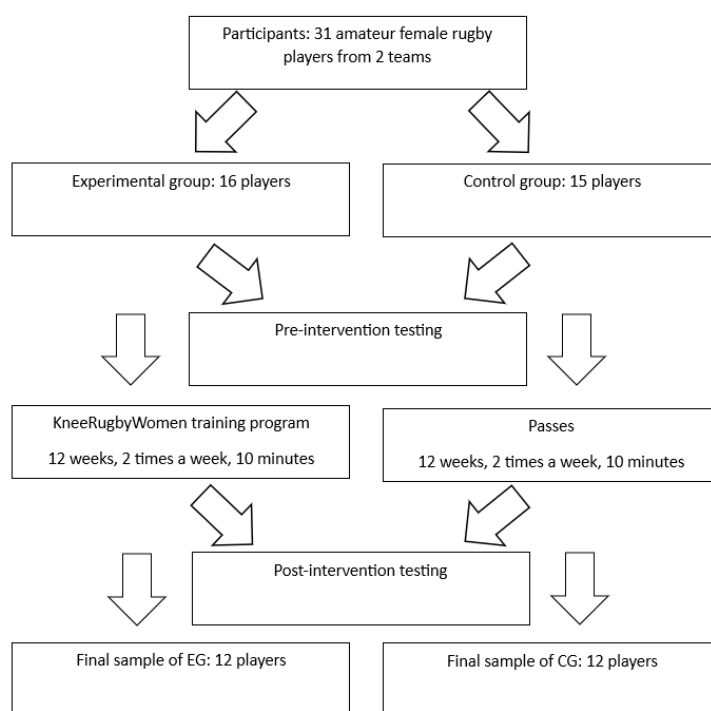 Participants: 31 amateur female rugby
players from 2 teams
Experimental group: 16 players
Control group: 15 players
Pre-intervention testing
KneeRugbyWomen training program
12 weeks, 2 times a week, 10 minutes
Passes
12 weeks, 2 times a week, 10 minutes
Post-intervention testing
Final sample of EG: 12 players
Final sample of CG: 12 players